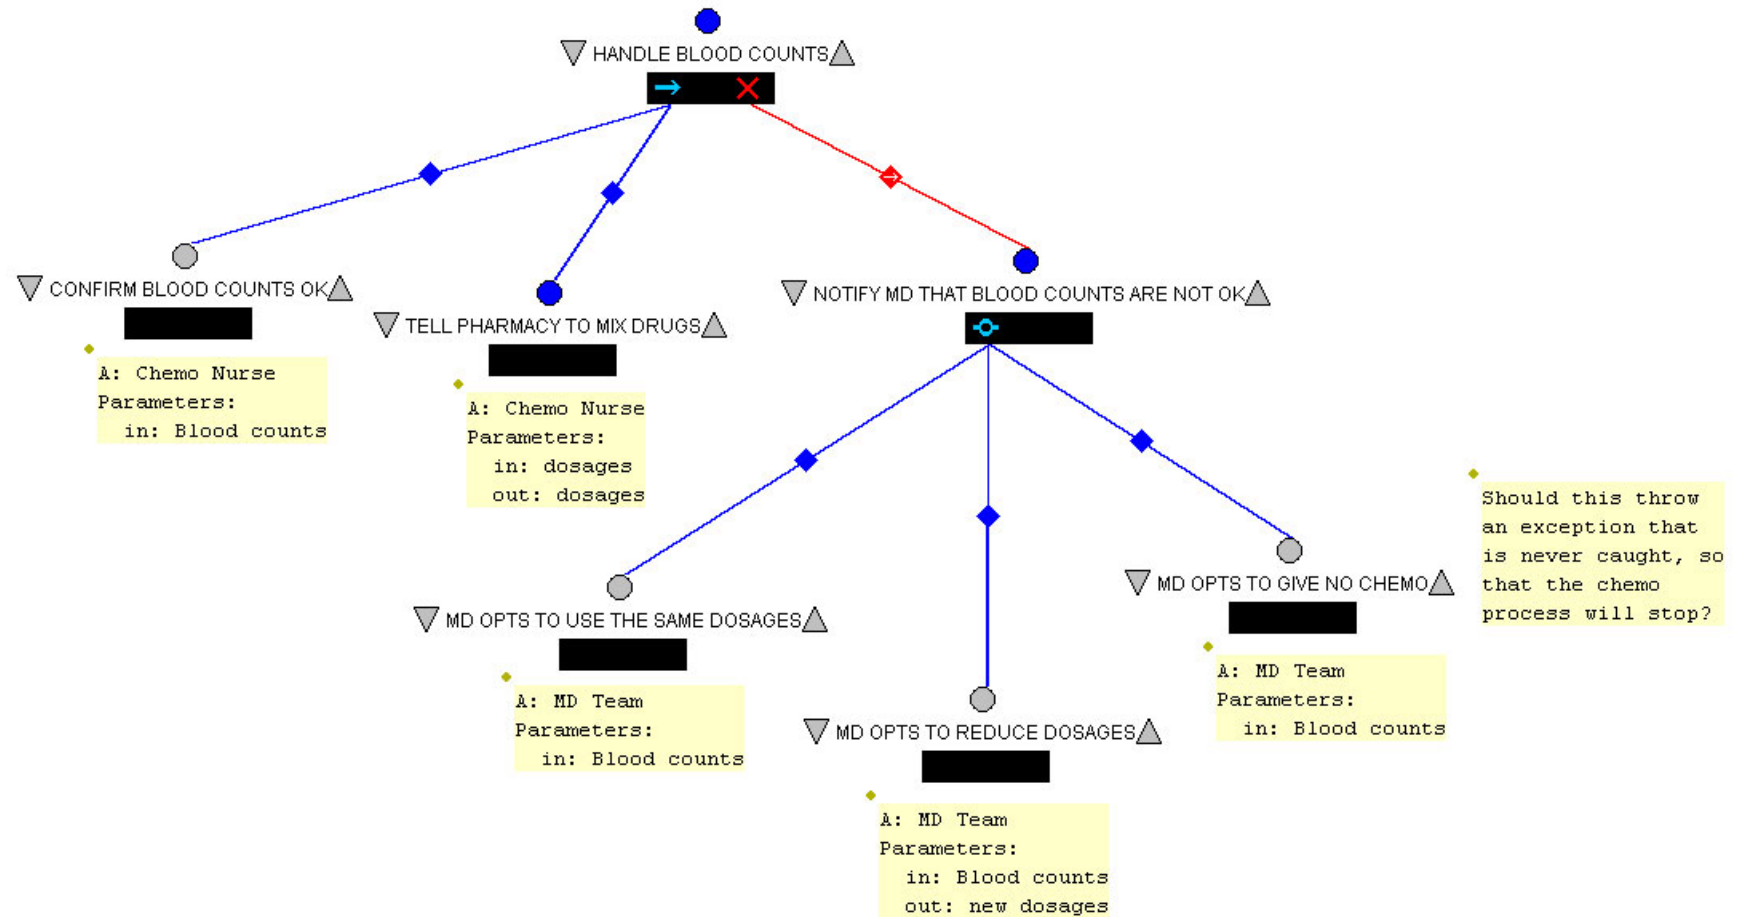 HANDLE BLOOD COUNTS
CONFIRM BLOOD COUNTS OK
A: Chemo Nurse
Parameters:
in: Blood counts
TELL PHARMACY TO MIX DRUGS
A: Chemo Nurse
Parameters:
in: dosages
out: dosages
NOTIFY MD THAT BLOOD COUNTS ARE NOT OK
MD OPTS TO USE THE SAME DOSAGES
A: MD Team
Parameters:
in: Blood counts
MD OPTS TO REDUCE DOSAGES
A: MD Team
Parameters:
in: Blood counts
out: new dosages
MD OPTS TO GIVE NO CHEMO
A: MD Team
Parameters:
in: Blood counts
Should this throw
an exception that
is never caught, so
that the chemo
process will stop?